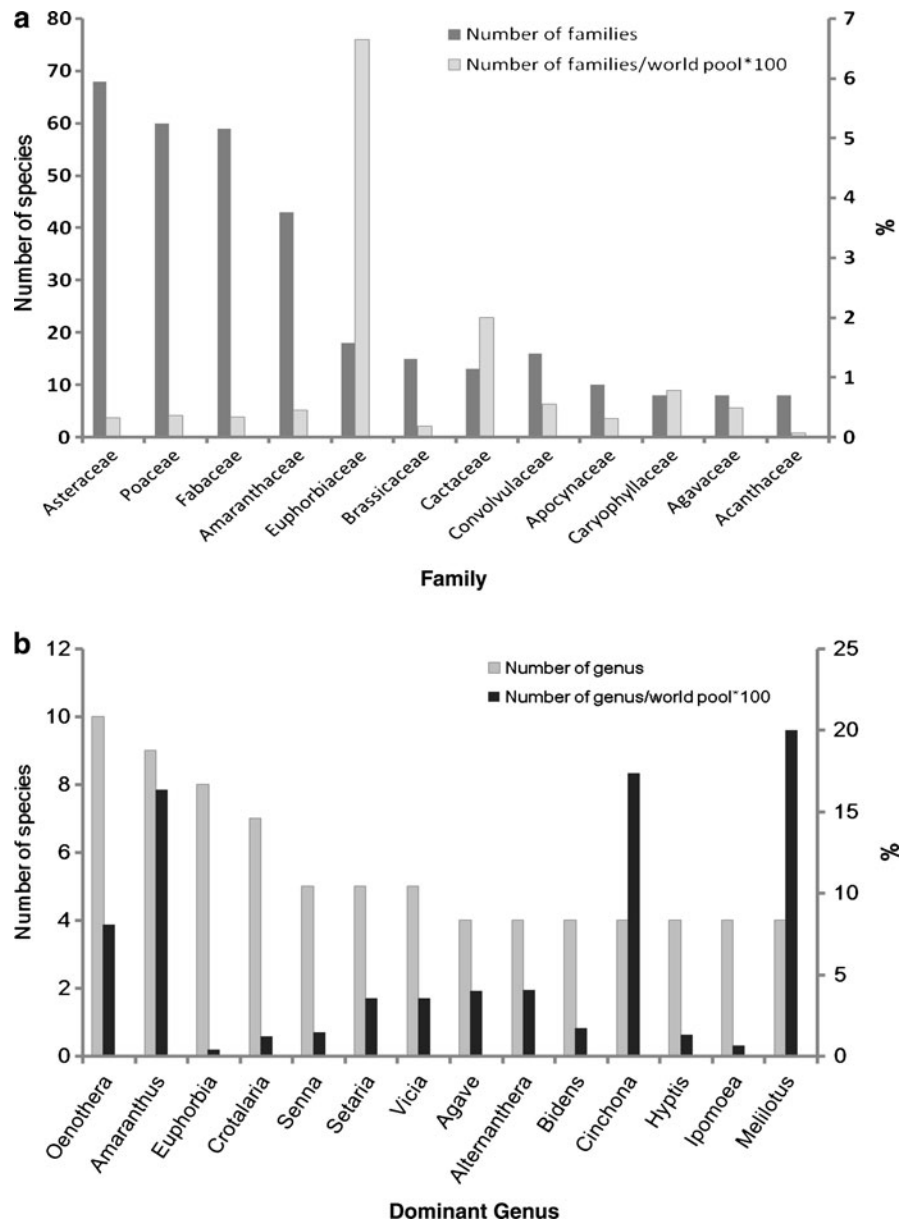 a
80
70
60
50
40
30
20
10
0
Number of species
7
6
5
4
3
2
1
0
%
Number of families
Number of families/world pool*100
Asteraceae
Poaceae
Fabaceae
Amaranthaceae
Euphorbiaceae
Brassicaceae
Cactaceae
Convolvulaceae
Apocynaceae
Caryophyllaceae
Agavaceae
Acanthaceae
Family
b
12
10
8
6
4
2
0
Number of species
25
20
15
10
5
0
%
Number of genus
Number of genus/world pool*100
Oenothera
Amaranthus
Euphorbia
Crotalaria
Senna
Setaria
Vicia
Agave
Alternanthera
Bidens
Cinchona
Hyptis
Ipomoea
Melilotus
Dominant Genus